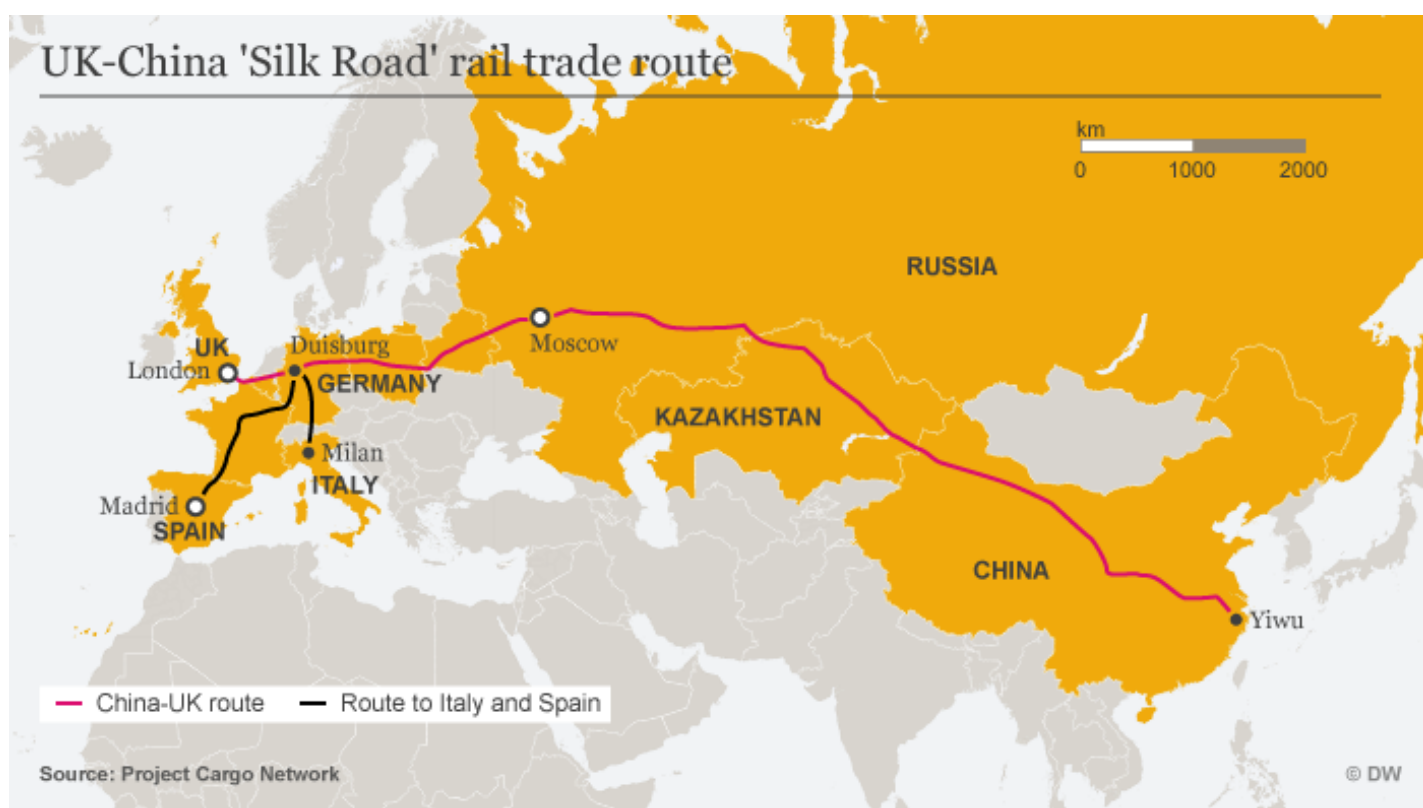 UK-China 'Silk Road' rail trade route
km
0 1000 2000
RUSSIA
UK
Duisburg
Moscow
London
GERMANY
KAZAKHSTAN
Milan
ITALY
Madrid
SPAIN
CHINA
Yiwu
China-UK route
Route to Italy and Spain
Source: Project Cargo Network
© DW